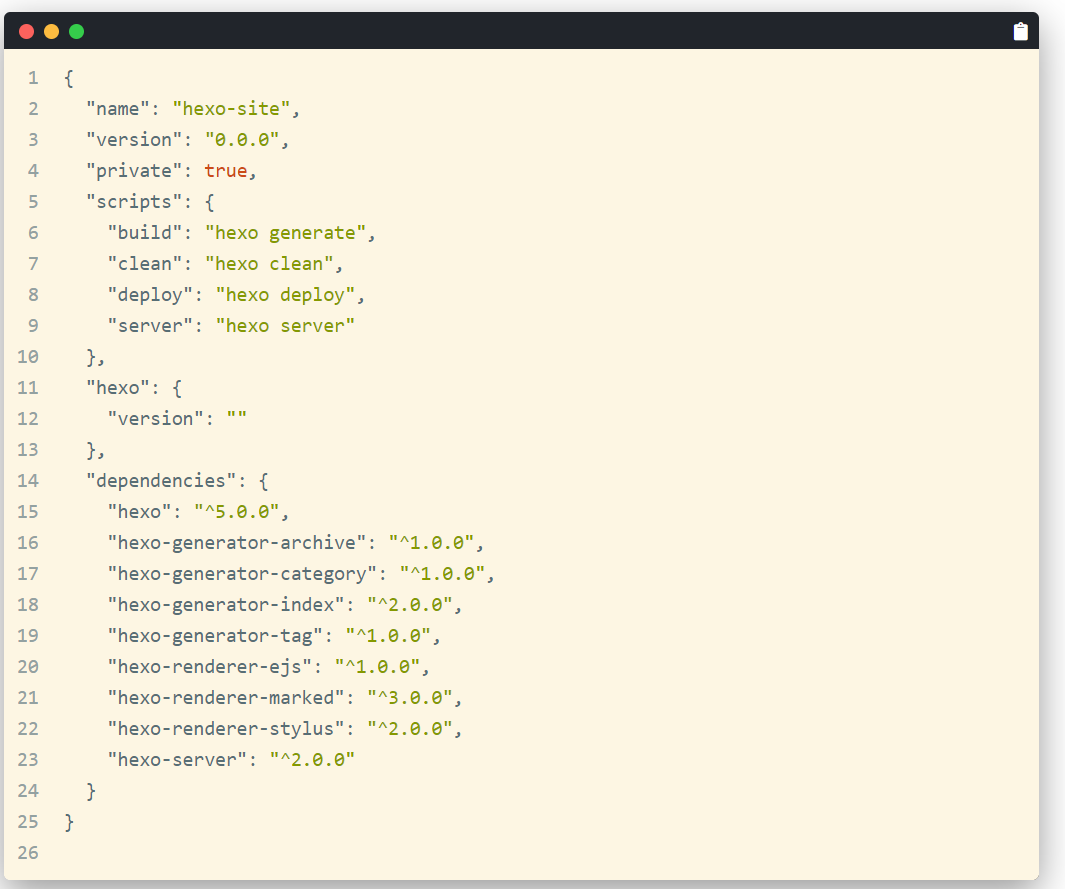 1 {
2   "name": "hexo-site",
3   "version": "0.0.0",
4   "private": true,
5   "scripts": {
6     "build": "hexo generate",
7     "clean": "hexo clean",
8     "deploy": "hexo deploy",
9     "server": "hexo server"
10   },
11   "hexo": {
12     "version": ""
13   },
14   "dependencies": {
15     "hexo": "^5.0.0",
16     "hexo-generator-archive": "^1.0.0",
17     "hexo-generator-category": "^1.0.0",
18     "hexo-generator-index": "^2.0.0",
19     "hexo-generator-tag": "^1.0.0",
20     "hexo-renderer-ejs": "^1.0.0",
21     "hexo-renderer-marked": "^3.0.0",
22     "hexo-renderer-stylus": "^2.0.0",
23     "hexo-server": "^2.0.0"
24   }
25 }
26